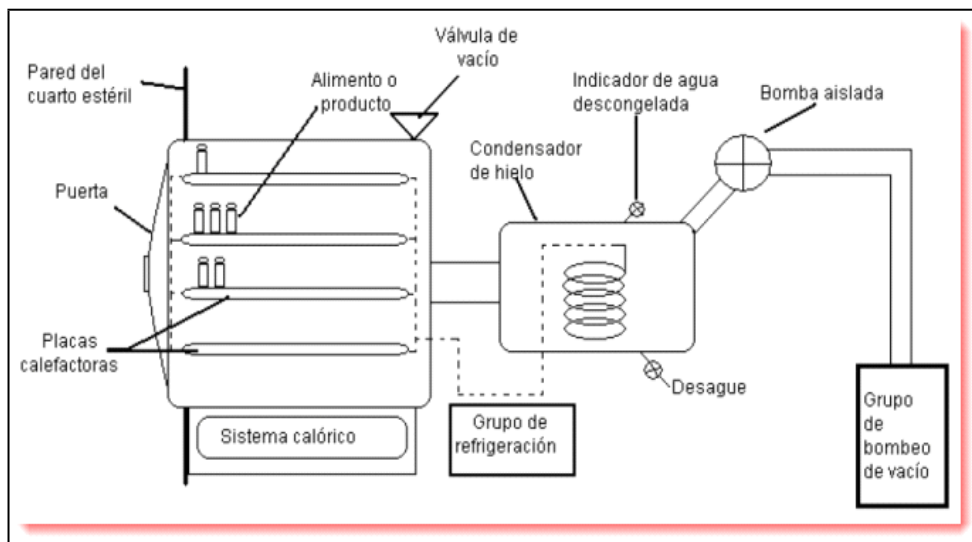 Pared del
cuarto estéril
Alimento o
producto
Válvula de
vacío
Indicador de agua
descongelada
Bomba aislada
Condensador
de hielo
Puerta
Placas
calefactoras
Sistema calórico
Grupo de
refrigeración
Desague
Grupo
de
bombeo
de vacío